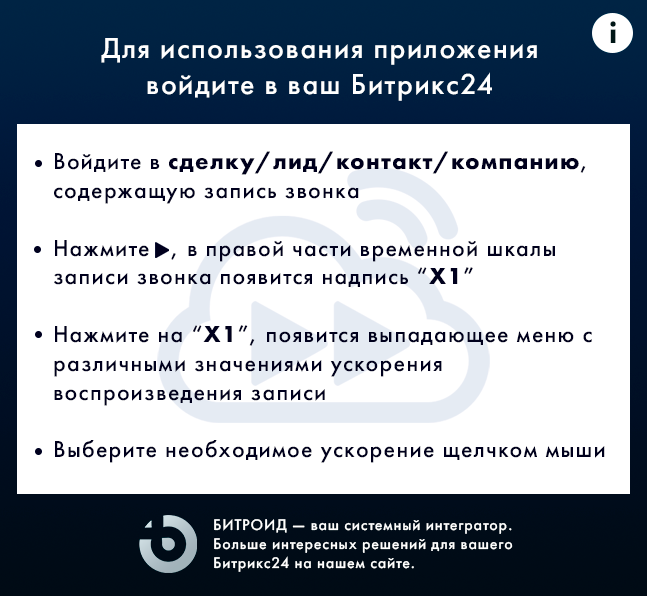 Для использования приложения
войдите в ваш Битрикс24
• Войдите в сделку/лид/контакт/компанию,
содержащую запись звонка
• Нажмите ▶, в правой части временной шкалы
записи звонка появится надпись “X1”
• Нажмите на “X1”, появится выпадающее меню с
различными значениями ускорения
воспроизведения записи
• Выберите необходимое ускорение щелчком мыши
БИТРОИД — ваш системный интегратор.
Больше интересных решений для вашего
Битрикс24 на нашем сайте.